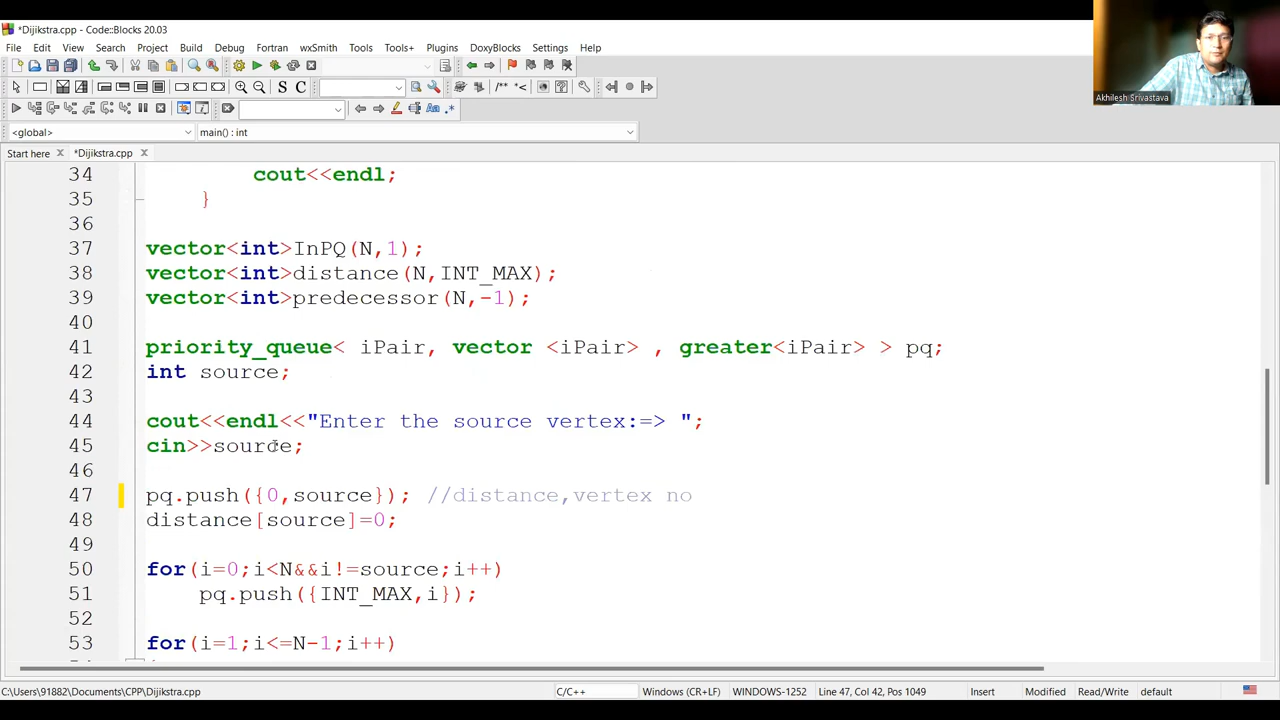 *Dijikstra.cpp - Code::Blocks 20.03
File Edit View Search Project Build Debug Fortran wxSmith Tools Tools+ Plugins DoxyBlocks Settings Help
Akhilesh Srivastava
<global> main() : int
Start here *Dijikstra.cpp
34 cout<<endl;
35 }
36
37 vector<int>InPQ(N,1);
38 vector<int>distance(N,INT_MAX);
39 vector<int>predecessor(N,-1);
40
41 priority_queue< iPair, vector <iPair> , greater<iPair> > pq;
42 int source;
43
44 cout<<endl<<"Enter the source vertex:=> ";
45 cin>>source;
46
47 pq.push({0,source}); //distance,vertex no
48 distance[source]=0;
49
50 for(i=0;i<N&&i!=source;i++)
51 pq.push({INT_MAX,i});
52
53 for(i=1;i<=N-1;i++)
C:\Users\91882\Documents\CPP\Dijikstra.cpp C/C++ Windows (CR+LF) WINDOWS-1252 Line 47, Col 42, Pos 1049 Insert Modified Read/Write default